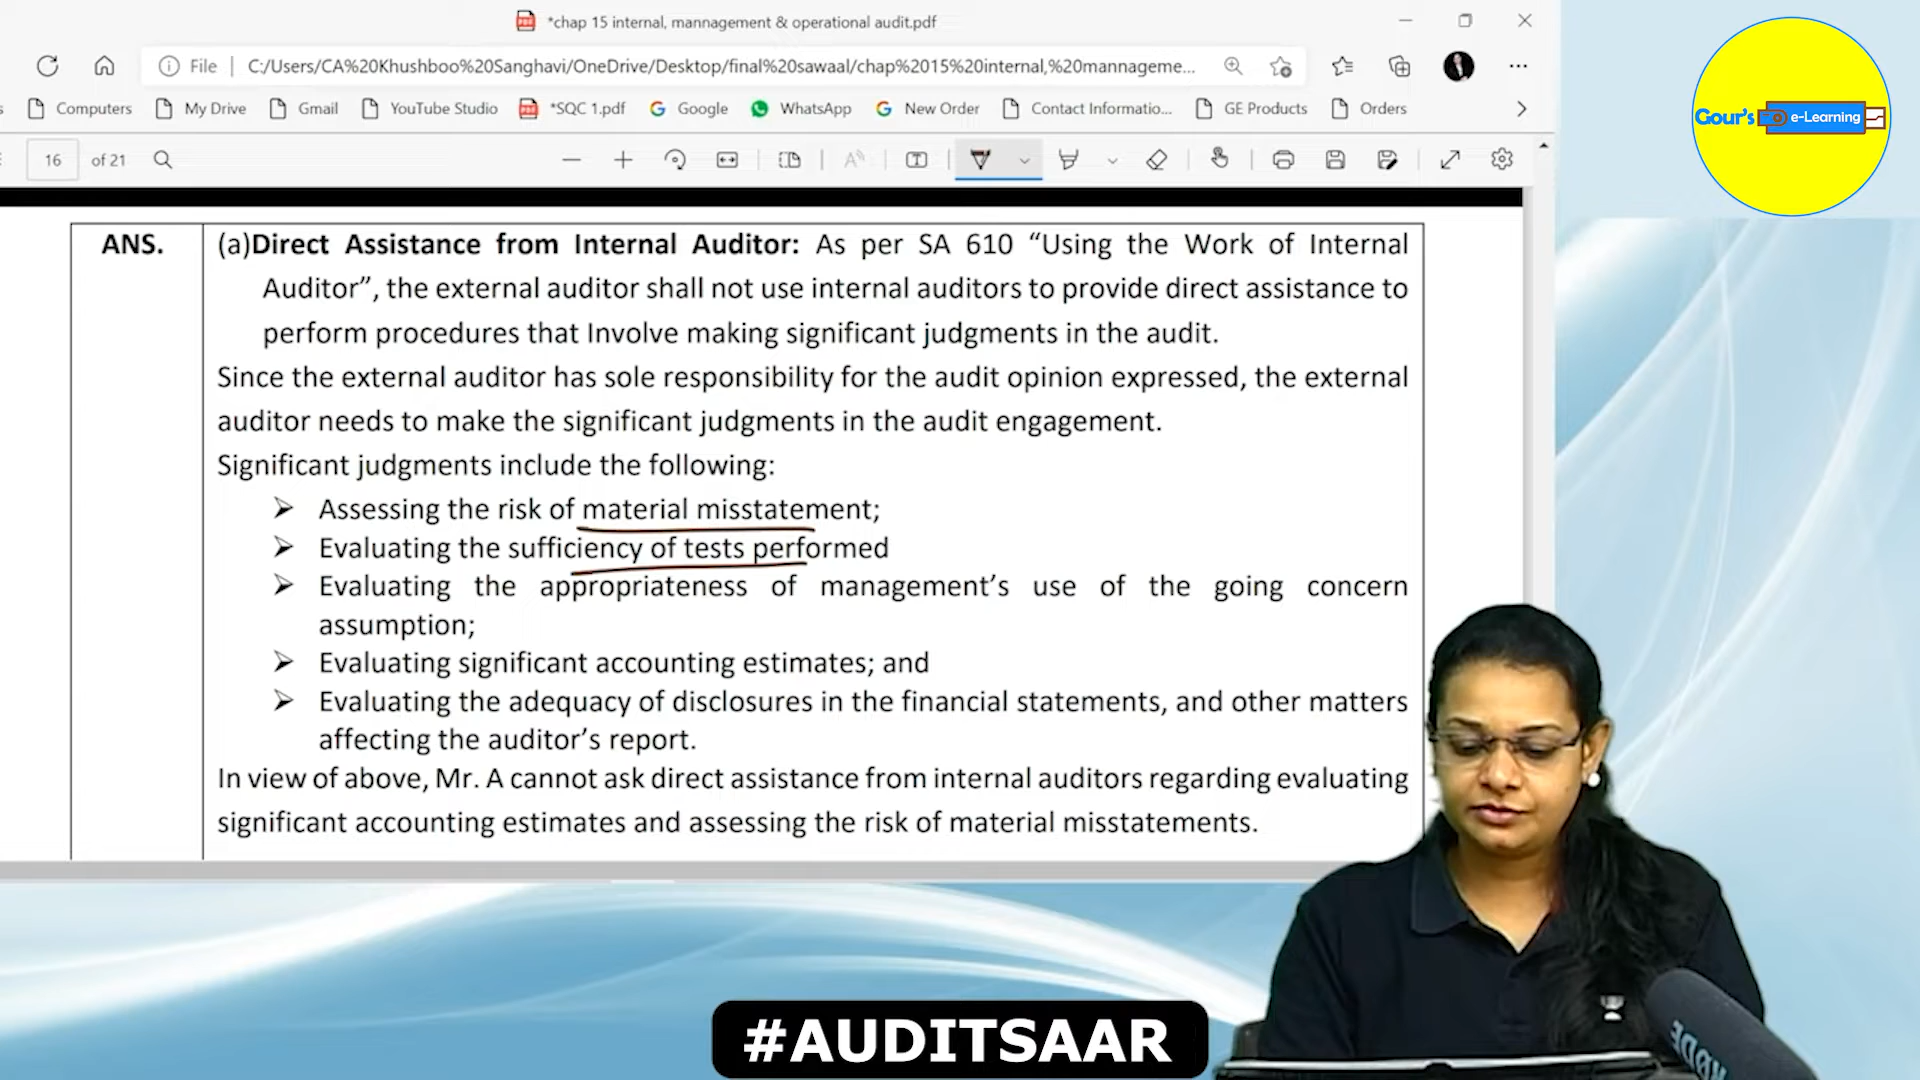 *chap 15 internal, mannagement & operational audit.pdf
File C:/Users/CA%20Khushboo%20Sanghavi/OneDrive/Desktop/final%20sawaal/chap%2015%20internal,%20mannageme...
Computers My Drive Gmail YouTube Studio *SQC 1.pdf Google WhatsApp New Order Contact Informatio... GE Products Orders
16 of 21
Gour's e-Learning
ANS. (a)Direct Assistance from Internal Auditor: As per SA 610 “Using the Work of Internal
Auditor”, the external auditor shall not use internal auditors to provide direct assistance to
perform procedures that Involve making significant judgments in the audit.
Since the external auditor has sole responsibility for the audit opinion expressed, the external
auditor needs to make the significant judgments in the audit engagement.
Significant judgments include the following:
➢ Assessing the risk of material misstatement;
➢ Evaluating the sufficiency of tests performed
➢ Evaluating the appropriateness of management’s use of the going concern
assumption;
➢ Evaluating significant accounting estimates; and
➢ Evaluating the adequacy of disclosures in the financial statements, and other matters
affecting the auditor’s report.
In view of above, Mr. A cannot ask direct assistance from internal auditors regarding evaluating
significant accounting estimates and assessing the risk of material misstatements.
#AUDITSAAR